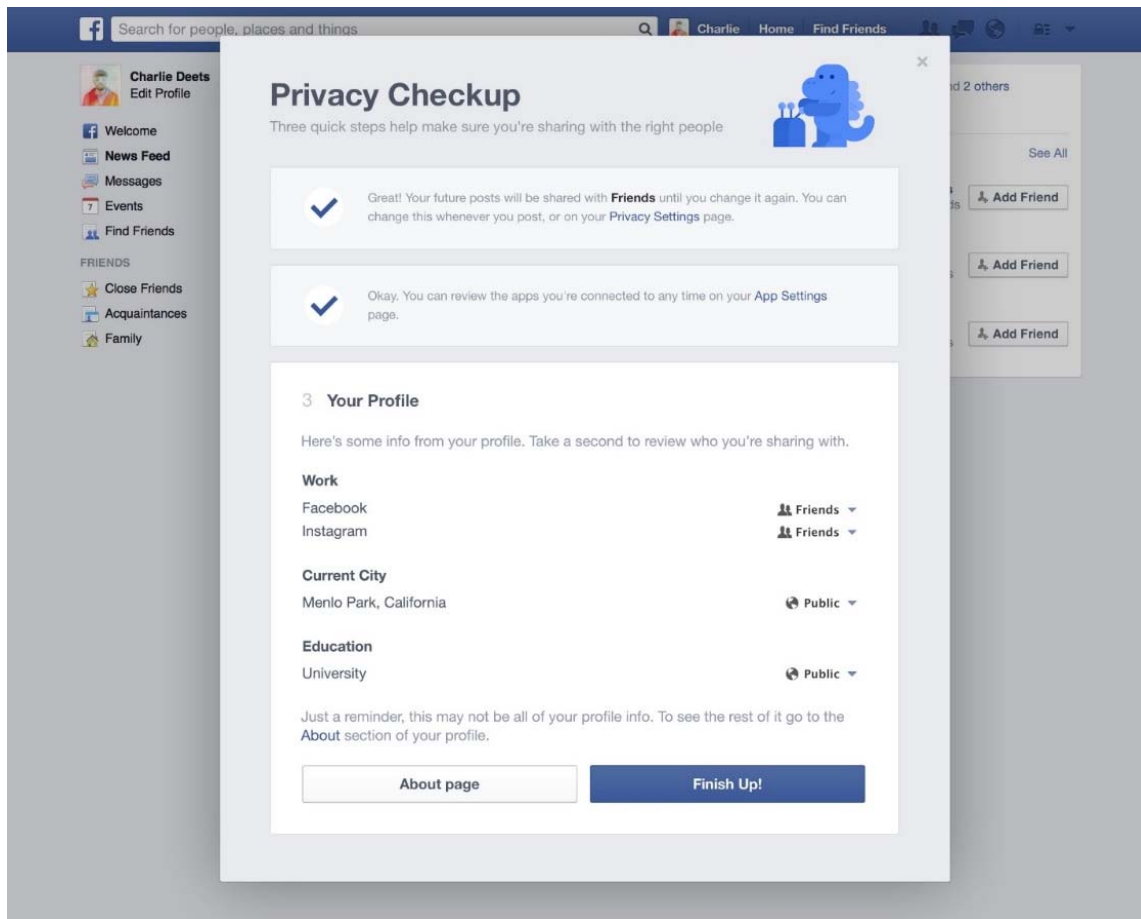 f
Search for people, places and things
Charlie Home Find Friends
Charlie Deets
Edit Profile
Welcome
News Feed
Messages
7 Events
Find Friends
FRIENDS
Close Friends
Acquaintances
Family
Privacy Checkup
Three quick steps help make sure you're sharing with the right people
Great! Your future posts will be shared with Friends until you change it again. You can
change this whenever you post, or on your Privacy Settings page.
Okay. You can review the apps you're connected to any time on your App Settings
page.
3 Your Profile
Here's some info from your profile. Take a second to review who you're sharing with.
Work
Facebook Friends
Instagram Friends
Current City
Menlo Park, California Public
Education
University Public
Just a reminder, this may not be all of your profile info. To see the rest of it go to the
About section of your profile.
About page Finish Up!
2 others
See All
Add Friend
Add Friend
Add Friend